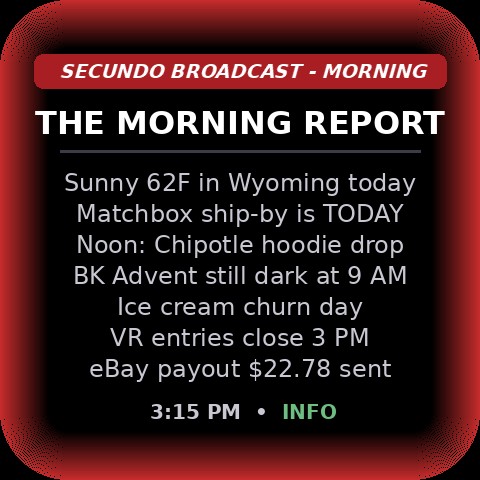 SECUNDO BROADCAST - MORNING
THE MORNING REPORT
Sunny 62F in Wyoming today
Matchbox ship-by is TODAY
Noon: Chipotle hoodie drop
BK Advent still dark at 9 AM
Ice cream churn day
VR entries close 3 PM
eBay payout $22.78 sent
3:15 PM • INFO